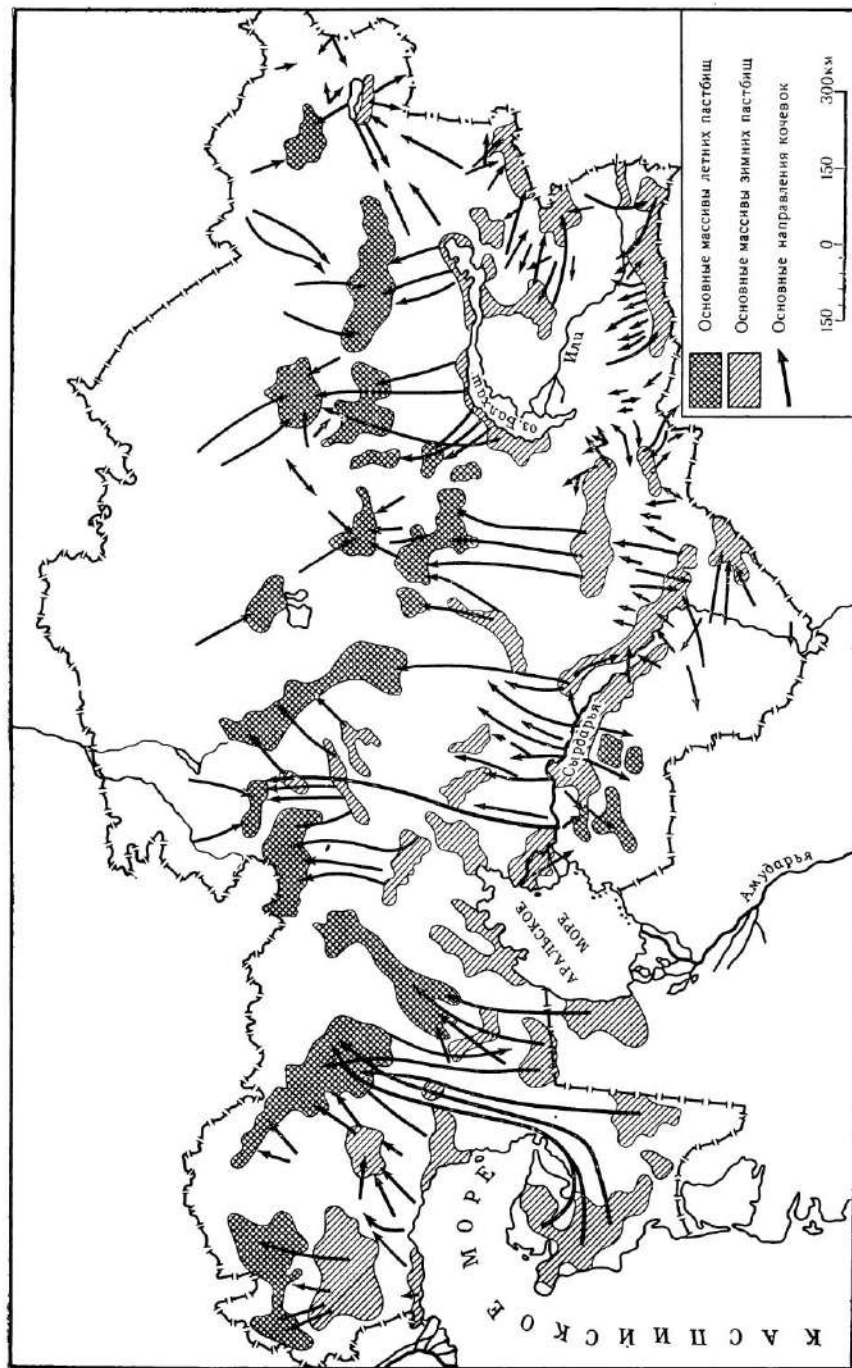 КАСПИЙСКОЕ МОРЕ
АРАЛЬСКОЕ
МОРЕ
Амударья
Сырдарья
оз. Балхаш
Или
Основные массивы летних пастбищ
Основные массивы зимних пастбищ
Основные направления кочевок
150 0 150 300км